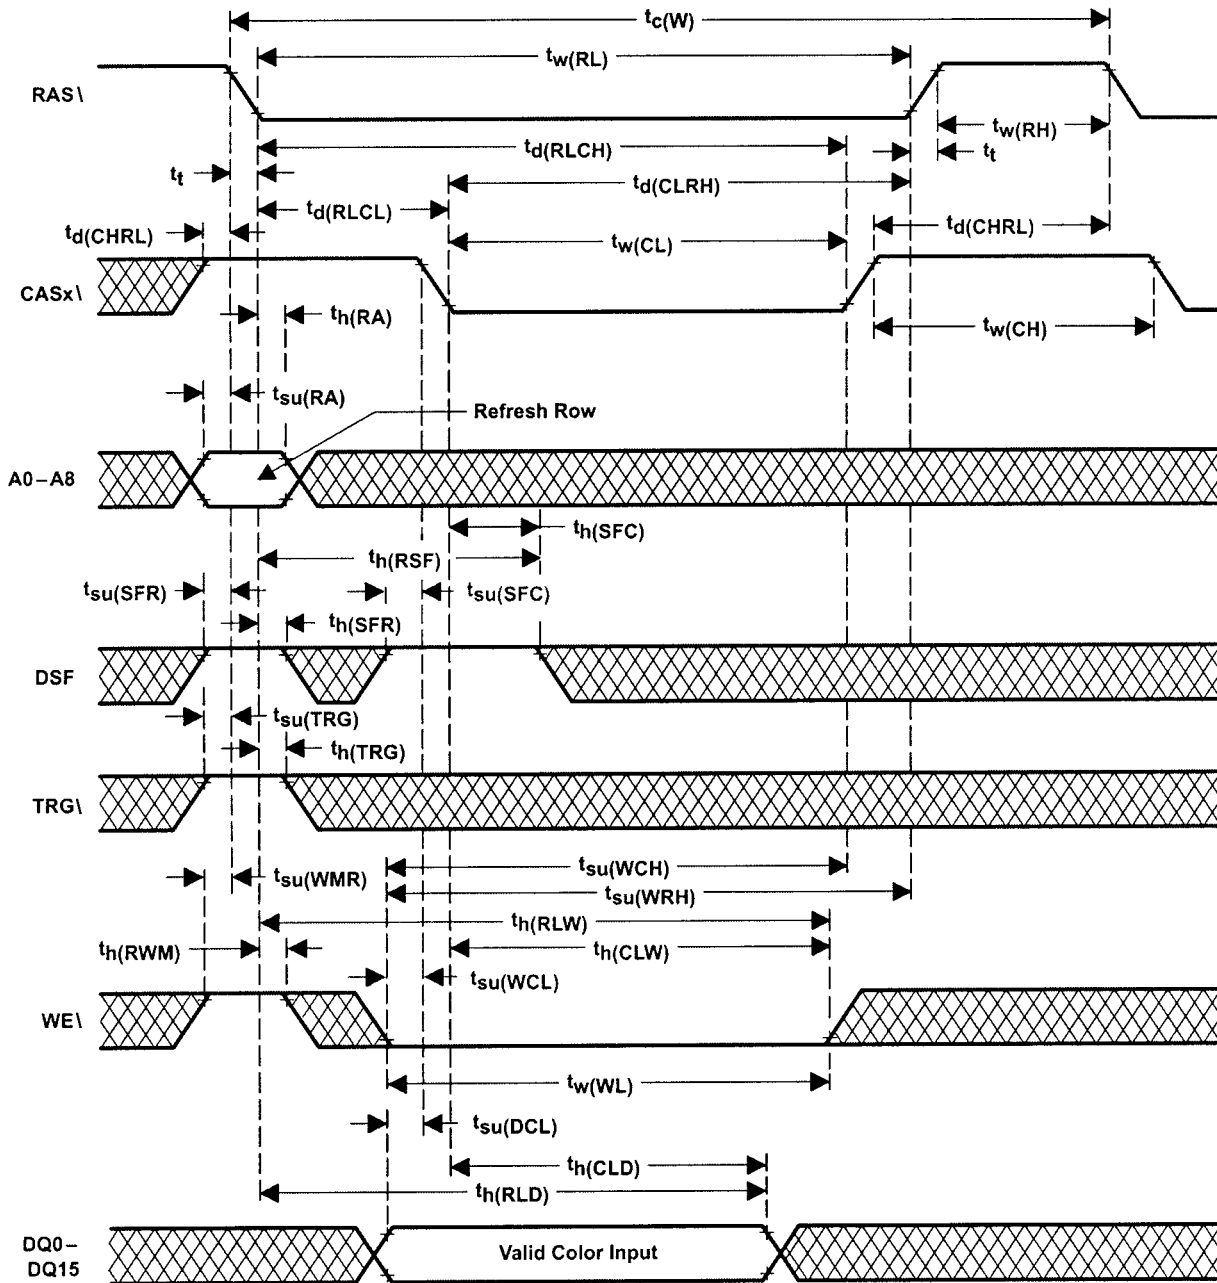 tc(W)
tw(RL)
RAS\
tw(RH)
td(RLCH)
tt
tt
td(CLRH)
td(RLCL)
td(CHRL)
td(CHRL)
tw(CL)
CASx\
th(RA)
tw(CH)
tsu(RA)
Refresh Row
A0–A8
th(SFC)
th(RSF)
tsu(SFR)
tsu(SFC)
th(SFR)
DSF
tsu(TRG)
th(TRG)
TRG\
tsu(WCH)
tsu(WMR)
tsu(WRH)
th(RLW)
th(RWM)
th(CLW)
tsu(WCL)
WE\
tw(WL)
tsu(DCL)
th(CLD)
th(RLD)
DQ0–
DQ15
Valid Color Input